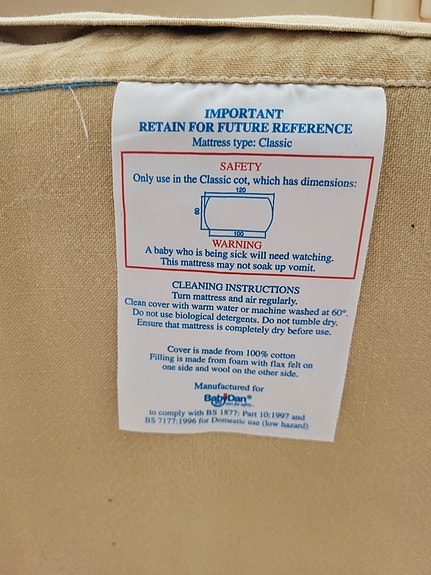 IMPORTANT
RETAIN FOR FUTURE REFERENCE
Mattress type: Classic
SAFETY
Only use in the Classic cot, which has dimensions:
120
60
100
WARNING
A baby who is being sick will need watching.
This mattress may not soak up vomit.
CLEANING INSTRUCTIONS
Turn mattress and air regularly.
Clean cover with warm water or machine washed at 60°.
Do not use biological detergents. Do not tumble dry.
Ensure that mattress is completely dry before use.
Cover is made from 100% cotton
Filling is made from foam with flax felt on
one side and wool on the other side.
Manufactured for
BabyDan®
to comply with BS 1877: Part 10:1997 and
BS 7177:1996 for Domestic use (low hazard)